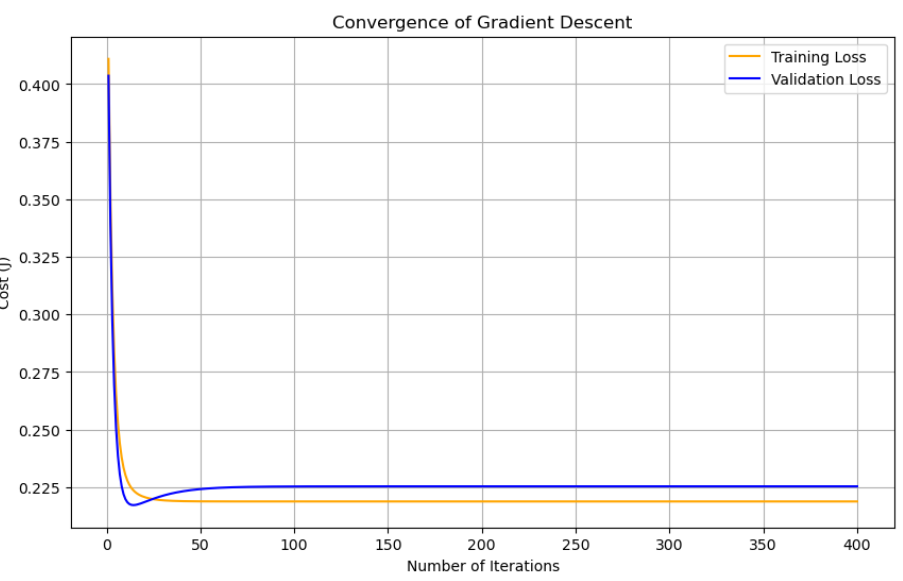 Convergence of Gradient Descent
Training Loss
Validation Loss
0.400
0.375
0.350
0.325
0.300
0.275
0.250
0.225
Cost (J)
0 50 100 150 200 250 300 350 400
Number of Iterations